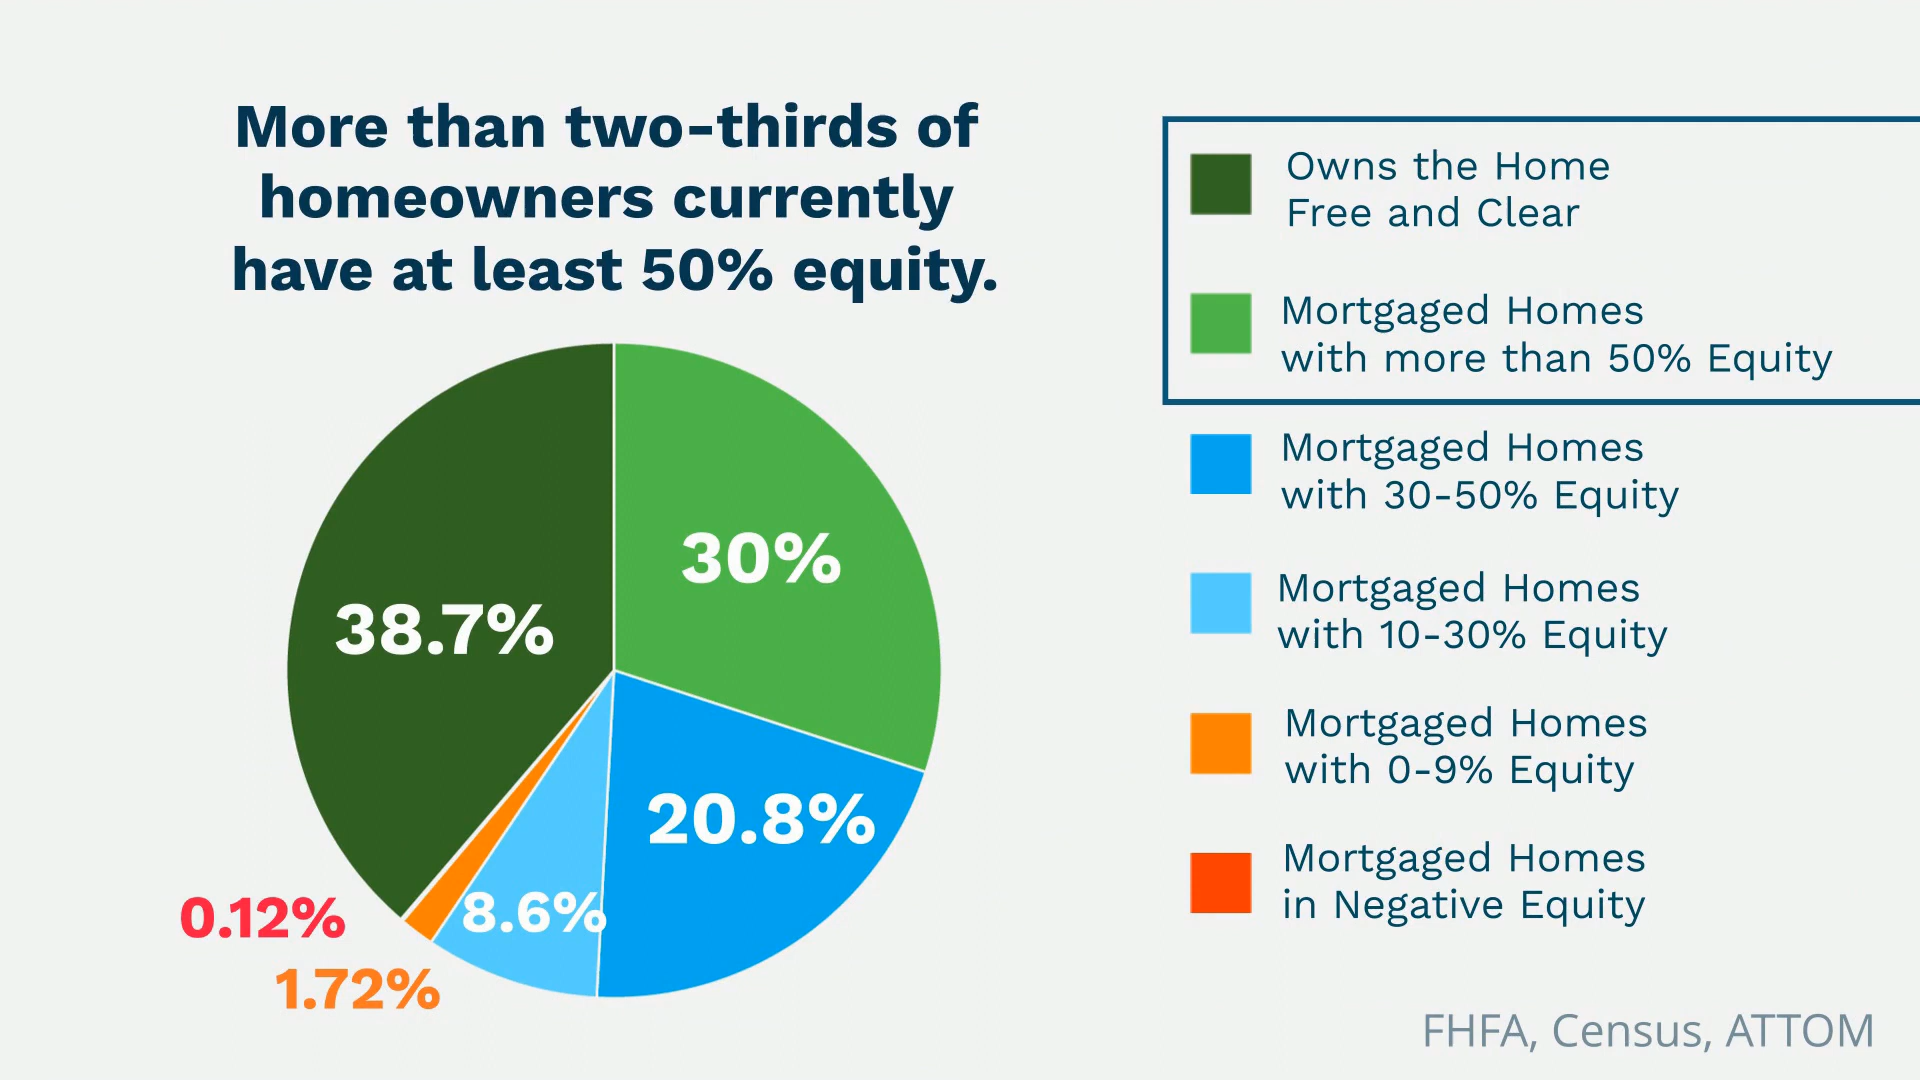 More than two-thirds of
homeowners currently
have at least 50% equity.
30%
38.7%
20.8%
8.6%
0.12%
1.72%
Owns the Home
Free and Clear
Mortgaged Homes
with more than 50% Equity
Mortgaged Homes
with 30-50% Equity
Mortgaged Homes
with 10-30% Equity
Mortgaged Homes
with 0-9% Equity
Mortgaged Homes
in Negative Equity
FHFA, Census, ATTOM